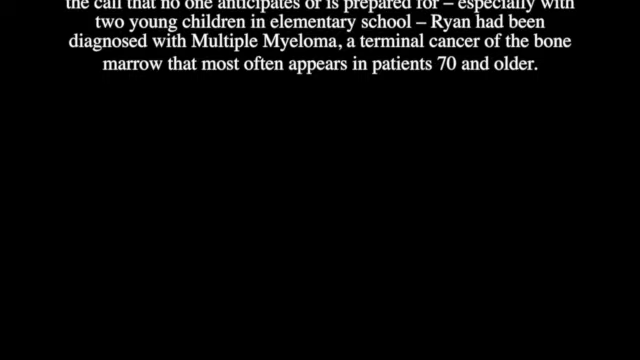 the call that no one anticipates or is prepared for – especially with
two young children in elementary school – Ryan had been
diagnosed with Multiple Myeloma, a terminal cancer of the bone
marrow that most often appears in patients 70 and older.